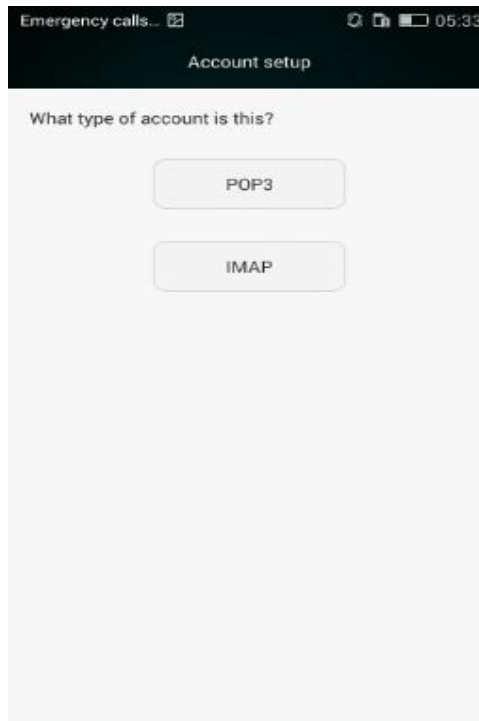 Emergency calls... 05:33
Account setup
What type of account is this?
POP3
IMAP